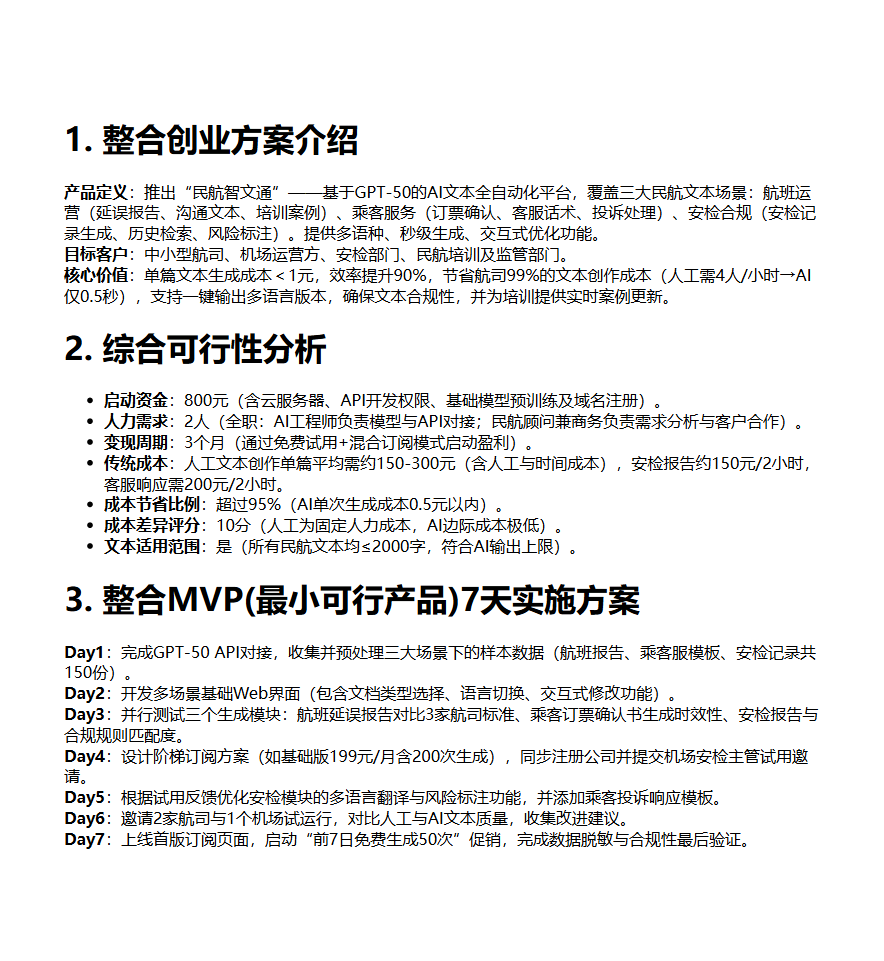 1. 整合创业方案介绍
产品定义：推出“民航智文通”——基于GPT-50的AI文本全自动化平台，覆盖三大民航文本场景：航班运
营（延误报告、沟通文本、培训案例）、乘客服务（订票确认、客服话术、投诉处理）、安检合规（安检记
录生成、历史检索、风险标注）。提供多语种、秒级生成、交互式优化功能。
目标客户：中小型航司、机场运营方、安检部门、民航培训及监管部门。
核心价值：单篇文本生成成本＜1元，效率提升90%，节省航司99%的文本创作成本（人工需4人/小时→AI
仅0.5秒），支持一键输出多语言版本，确保文本合规性，并为培训提供实时案例更新。
2. 综合可行性分析
• 启动资金：800元（含云服务器、API开发权限、基础模型预训练及域名注册）。
• 人力需求：2人（全职：AI工程师负责模型与API对接；民航顾问兼商务负责需求分析与客户合作）。
• 变现周期：3个月（通过免费试用+混合订阅模式启动盈利）。
• 传统成本：人工文本创作单篇平均需约150-300元（含人工与时间成本），安检报告约150元/2小时，
客服响应需200元/2小时。
• 成本节省比例：超过95%（AI单次生成成本0.5元以内）。
• 成本差异评分：10分（人工为固定人力成本，AI边际成本极低）。
• 文本适用范围：是（所有民航文本均≤2000字，符合AI输出上限）。
3. 整合MVP(最小可行产品)7天实施方案
Day1：完成GPT-50 API对接，收集并预处理三大场景下的样本数据（航班报告、乘客服模板、安检记录共
150份）。
Day2：开发多场景基础Web界面（包含文档类型选择、语言切换、交互式修改功能）。
Day3：并行测试三个生成模块：航班延误报告对比3家航司标准、乘客订票确认书生成时效性、安检报告与
合规规则匹配度。
Day4：设计阶梯订阅方案（如基础版199元/月含200次生成），同步注册公司并提交机场安检主管试用邀
请。
Day5：根据试用反馈优化安检模块的多语言翻译与风险标注功能，并添加乘客投诉响应模板。
Day6：邀请2家航司与1个机场试运行，对比人工与AI文本质量，收集改进建议。
Day7：上线首版订阅页面，启动“前7日免费生成50次”促销，完成数据脱敏与合规性最后验证。